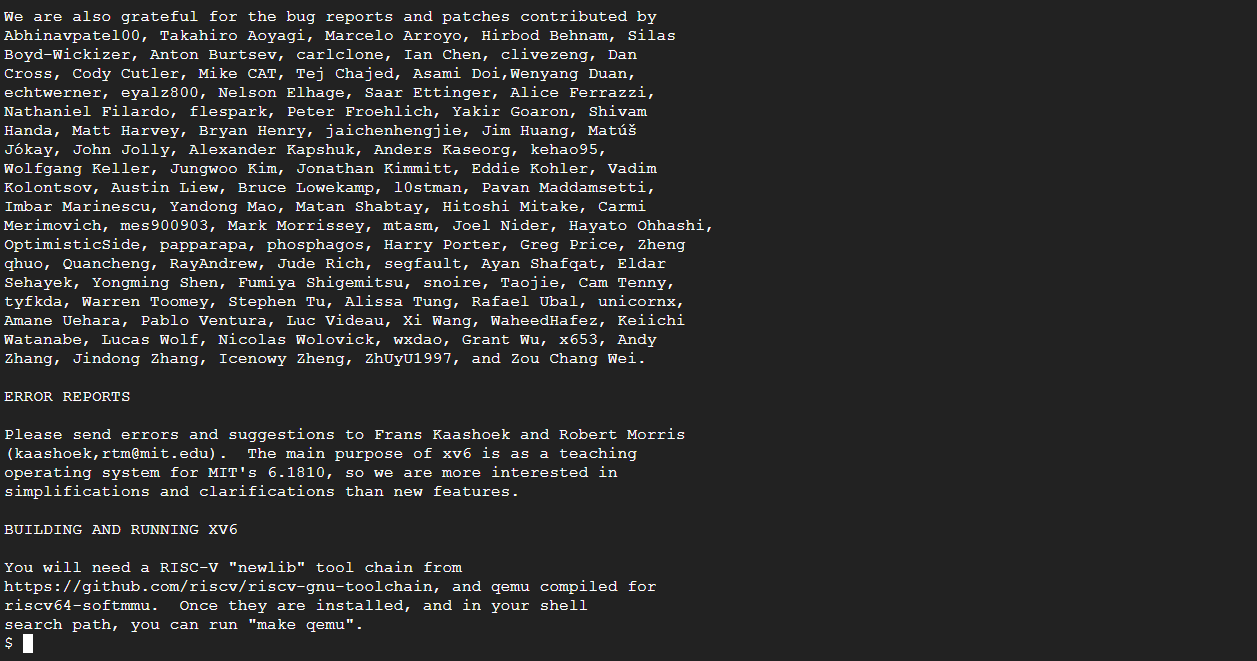 We are also grateful for the bug reports and patches contributed by
Abhinavpatel00, Takahiro Aoyagi, Marcelo Arroyo, Hirbod Behnam, Silas
Boyd-Wickizer, Anton Burtsev, carlclone, Ian Chen, clivezeng, Dan
Cross, Cody Cutler, Mike CAT, Tej Chajed, Asami Doi,Wenyang Duan,
echtwerner, eyalz800, Nelson Elhage, Saar Ettinger, Alice Ferrazzi,
Nathaniel Filardo, flespark, Peter Froehlich, Yakir Goaron, Shivam
Handa, Matt Harvey, Bryan Henry, jaichenhengjie, Jim Huang, Matúš
Jókay, John Jolly, Alexander Kapshuk, Anders Kaseorg, kehao95,
Wolfgang Keller, Jungwoo Kim, Jonathan Kimmitt, Eddie Kohler, Vadim
Kolontsov, Austin Liew, Bruce Lowekamp, l0stman, Pavan Maddamsetti,
Imbar Marinescu, Yandong Mao, Matan Shabtay, Hitoshi Mitake, Carmi
Merimovich, mes900903, Mark Morrissey, mtasm, Joel Nider, Hayato Ohhashi,
OptimisticSide, papparapa, phosphagos, Harry Porter, Greg Price, Zheng
qhuo, Quancheng, RayAndrew, Jude Rich, segfault, Ayan Shafqat, Eldar
Sehayek, Yongming Shen, Fumiya Shigemitsu, snoire, Taojie, Cam Tenny,
tyfkda, Warren Toomey, Stephen Tu, Alissa Tung, Rafael Ubal, unicornx,
Amane Uehara, Pablo Ventura, Luc Videau, Xi Wang, WaheedHafez, Keiichi
Watanabe, Lucas Wolf, Nicolas Wolovick, wxdao, Grant Wu, x653, Andy
Zhang, Jindong Zhang, Icenowy Zheng, ZhUyU1997, and Zou Chang Wei.
ERROR REPORTS
Please send errors and suggestions to Frans Kaashoek and Robert Morris
(kaashoek,rtm@mit.edu).  The main purpose of xv6 is as a teaching
operating system for MIT's 6.1810, so we are more interested in
simplifications and clarifications than new features.
BUILDING AND RUNNING XV6
You will need a RISC-V "newlib" tool chain from
https://github.com/riscv/riscv-gnu-toolchain, and qemu compiled for
riscv64-softmmu.  Once they are installed, and in your shell
search path, you can run "make qemu".
$